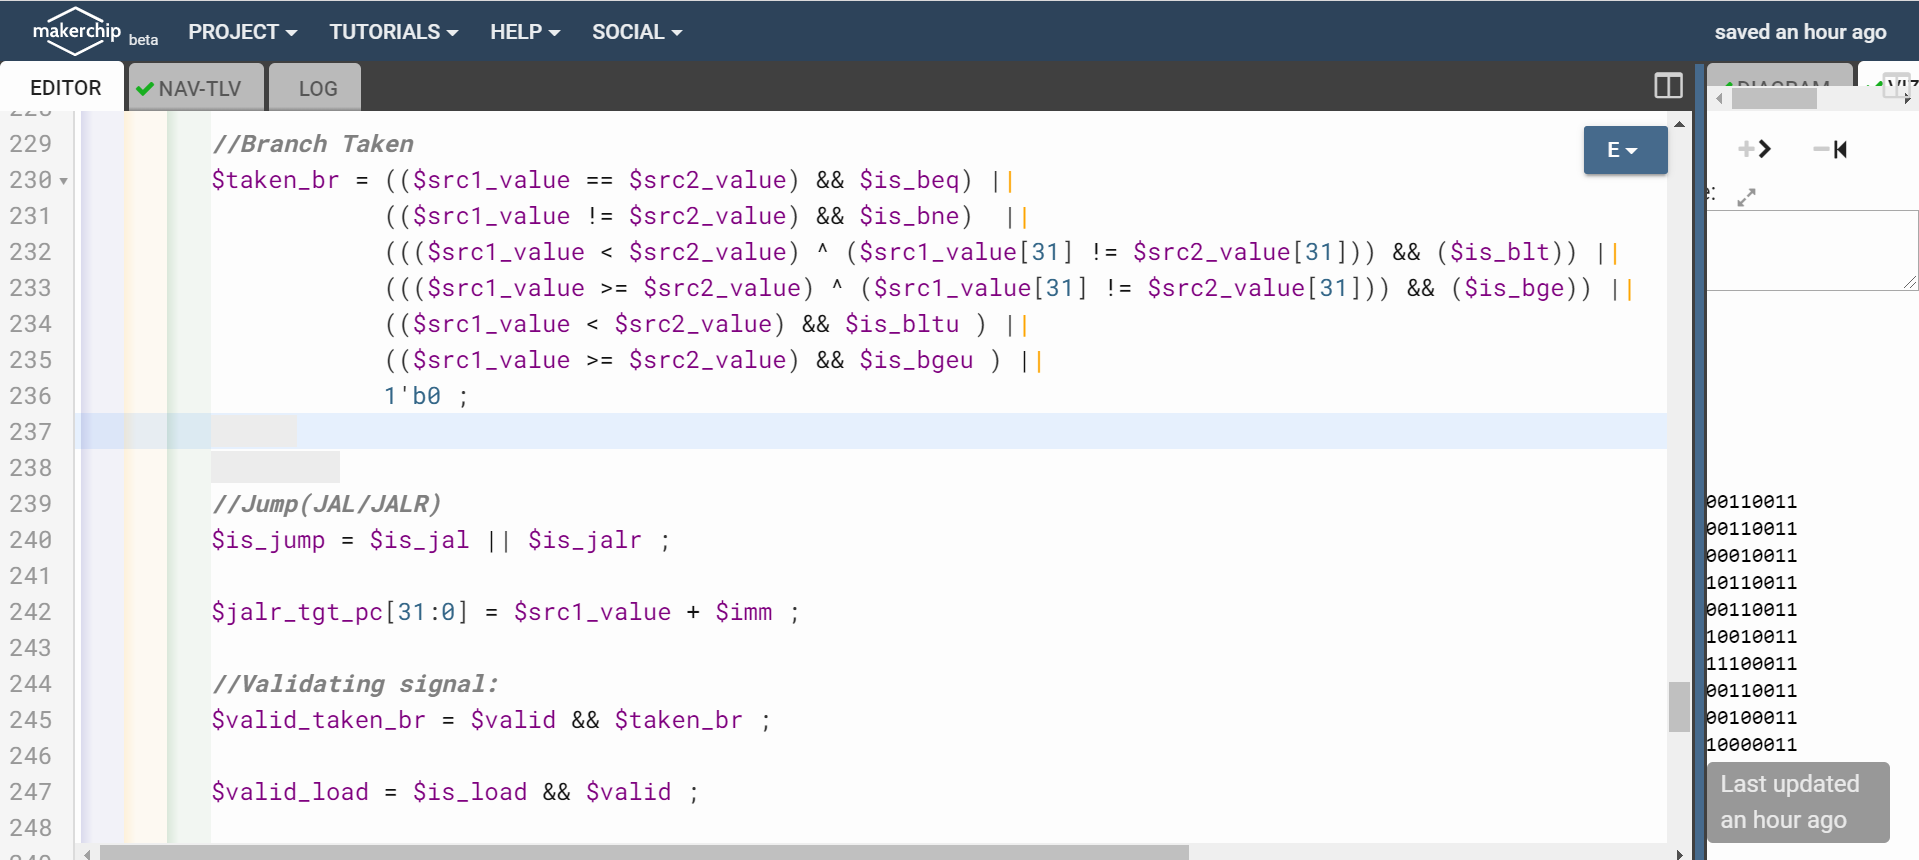 makerchip beta PROJECT TUTORIALS HELP SOCIAL saved an hour ago
EDITOR NAV-TLV LOG DIAGRAM VIZ
229 //Branch Taken
230 $taken_br = (($src1_value == $src2_value) && $is_beq) ||
231 (($src1_value != $src2_value) && $is_bne)  ||
232 ((($src1_value < $src2_value) ^ ($src1_value[31] != $src2_value[31])) && ($is_blt)) ||
233 ((($src1_value >= $src2_value) ^ ($src1_value[31] != $src2_value[31])) && ($is_bge)) ||
234 (($src1_value < $src2_value) && $is_bltu ) ||
235 (($src1_value >= $src2_value) && $is_bgeu ) ||
236 1'b0 ;
237
238
239 //Jump(JAL/JALR)
240 $is_jump = $is_jal || $is_jalr ;
241
242 $jalr_tgt_pc[31:0] = $src1_value + $imm ;
243
244 //Validating signal:
245 $valid_taken_br = $valid && $taken_br ;
246
247 $valid_load = $is_load && $valid ;
248
E
00110011
00110011
00010011
10110011
00110011
10010011
11100011
00110011
00100011
10000011
Last updated
an hour ago